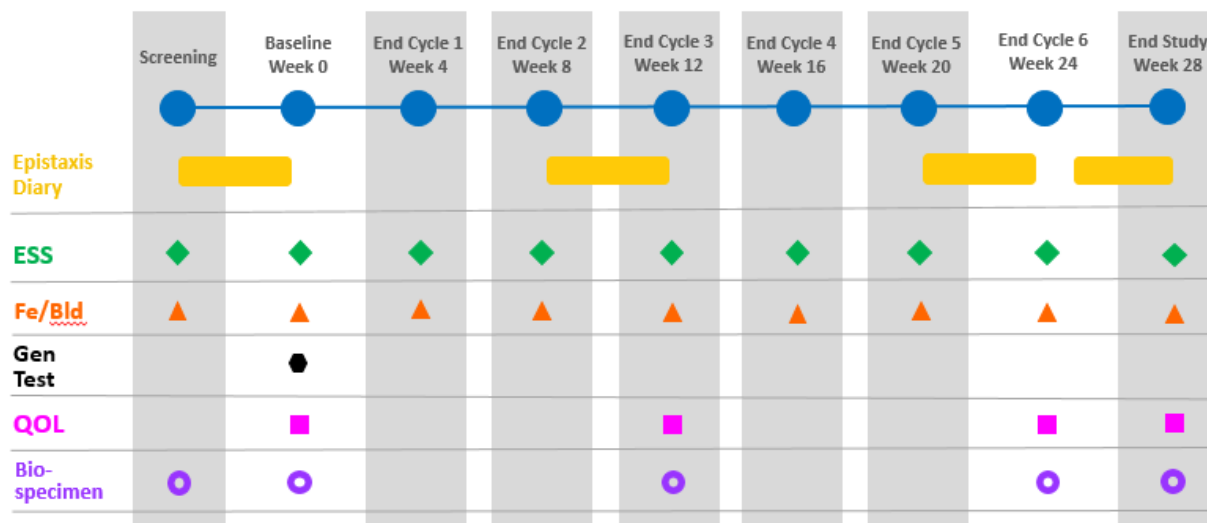 Screening
Baseline
Week 0
End Cycle 1
Week 4
End Cycle 2
Week 8
End Cycle 3
Week 12
End Cycle 4
Week 16
End Cycle 5
Week 20
End Cycle 6
Week 24
End Study
Week 28
Epistaxis
Diary
ESS
Fe/Bld
Gen
Test
QOL
Bio-
specimen